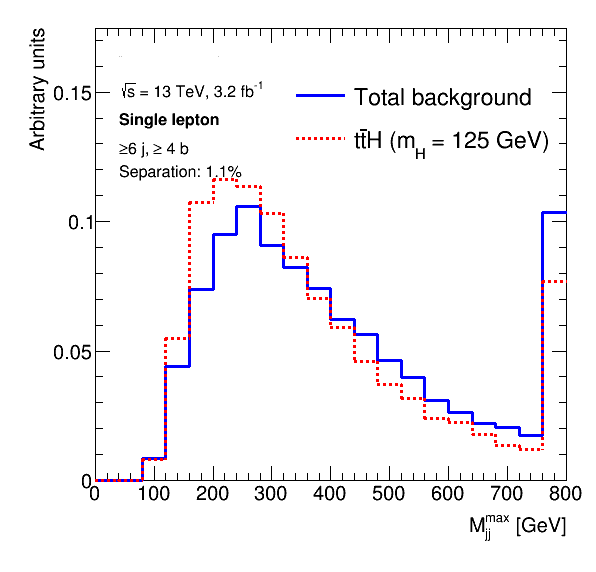 Arbitrary units
0.15
0.1
0.05
0
√s = 13 TeV, 3.2 fb⁻¹
Single lepton
≥6 j, ≥ 4 b
Separation: 1.1%
Total background
tt̄H (m_H = 125 GeV)
0 100 200 300 400 500 600 700 800
M_jj^max [GeV]